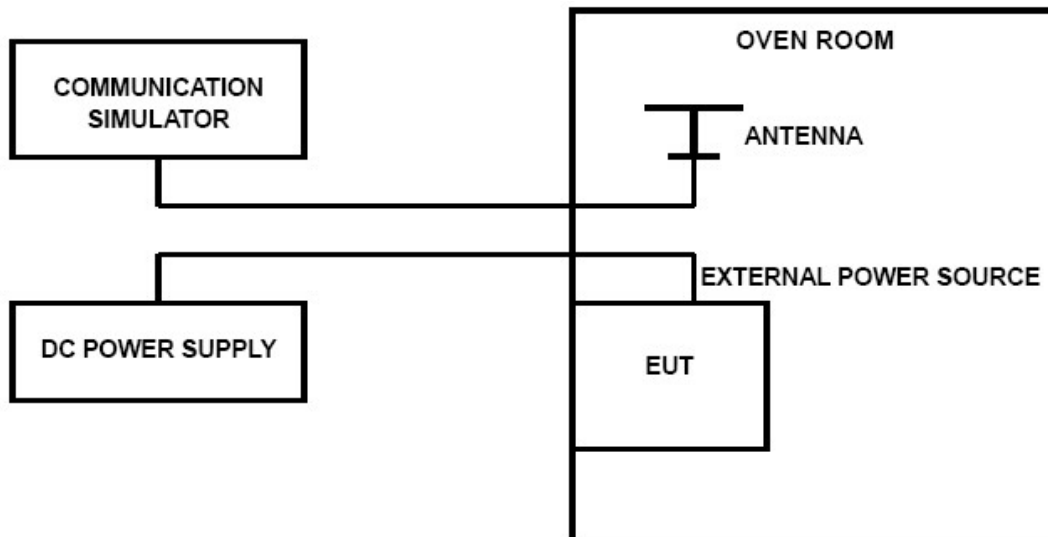 OVEN ROOM
COMMUNICATION
SIMULATOR
ANTENNA
EXTERNAL POWER SOURCE
DC POWER SUPPLY
EUT